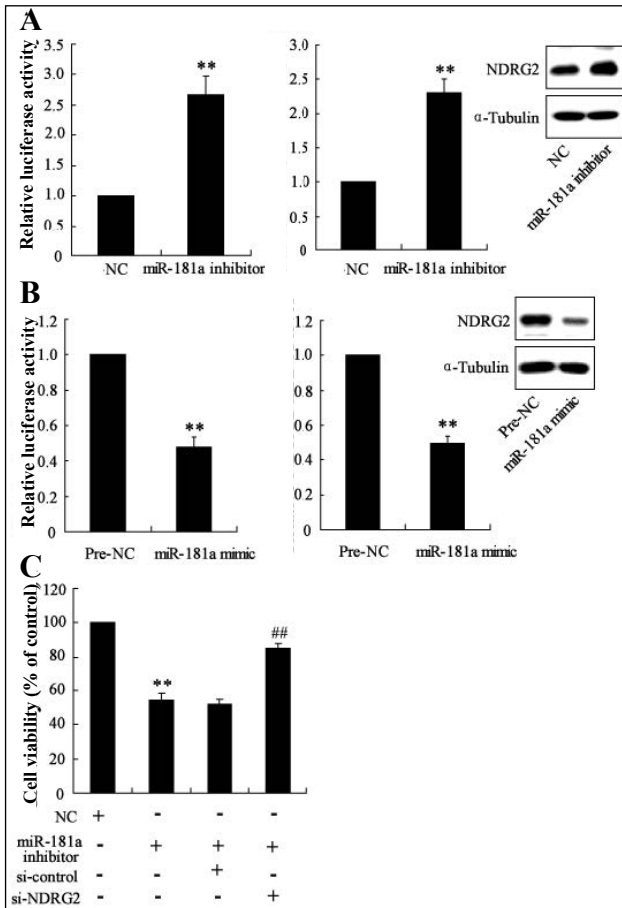 A
Relative luciferase activity
3.5
3.0
2.5
2.0
1.5
1.0
0.5
0
**
NC
miR-181a inhibitor
3.0
2.5
2.0
1.5
1.0
0.5
0
**
NC
miR-181a inhibitor
NDRG2
α-Tubulin
NC
miR-181a inhibitor
B
Relative luciferase activity
1.2
1.0
0.8
0.6
0.4
0.2
0
**
Pre-NC
miR-181a mimic
1.2
1.0
0.8
0.6
0.4
0.2
0
**
Pre-NC
miR-181a mimic
NDRG2
α-Tubulin
Pre-NC
miR-181a mimic
C
Cell viability (% of control)
120
100
80
60
40
20
0
**
##
NC + - - -
miR-181a inhibitor - + + +
si-control - - + -
si-NDRG2 - - - +